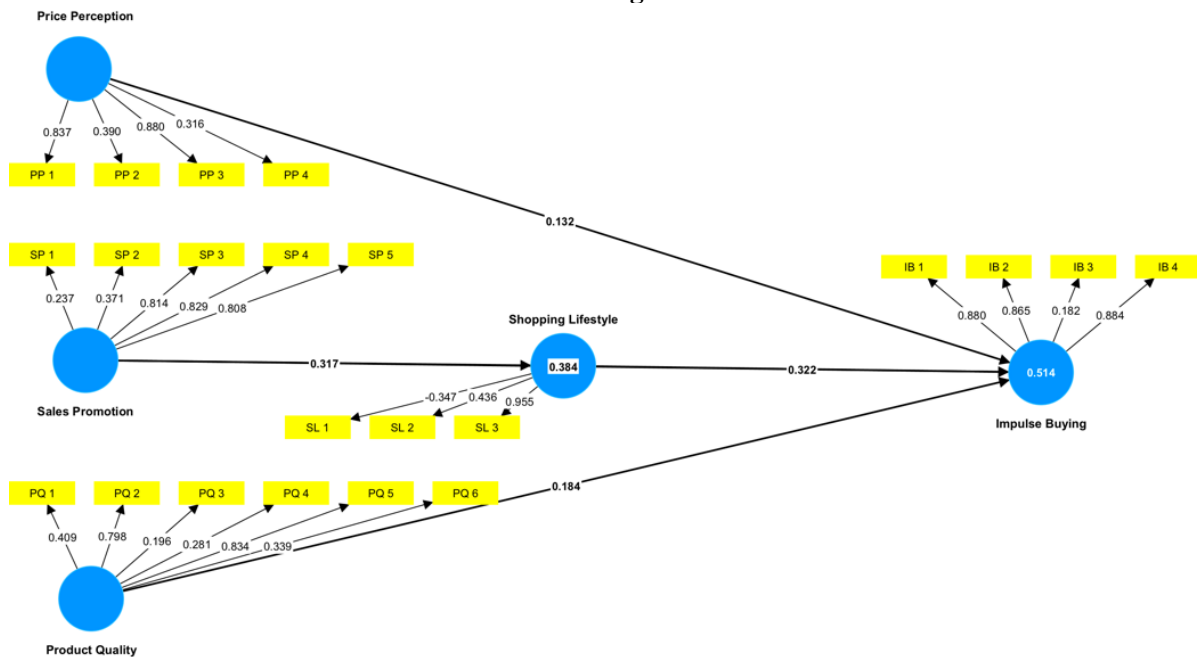 g
Price Perception
0.837
0.390
0.880
0.316
PP 1 PP 2 PP 3 PP 4
0.132
SP 1 SP 2 SP 3 SP 4 SP 5
0.237
0.371
0.814
0.829
0.808
Sales Promotion
0.317
Shopping Lifestyle
0.384
-0.347
0.436
0.955
SL 1 SL 2 SL 3
0.322
IB 1 IB 2 IB 3 IB 4
0.880
0.865
0.182
0.884
0.514
Impulse Buying
0.184
PQ 1 PQ 2 PQ 3 PQ 4 PQ 5 PQ 6
0.409
0.798
0.196
0.281
0.834
0.339
Product Quality